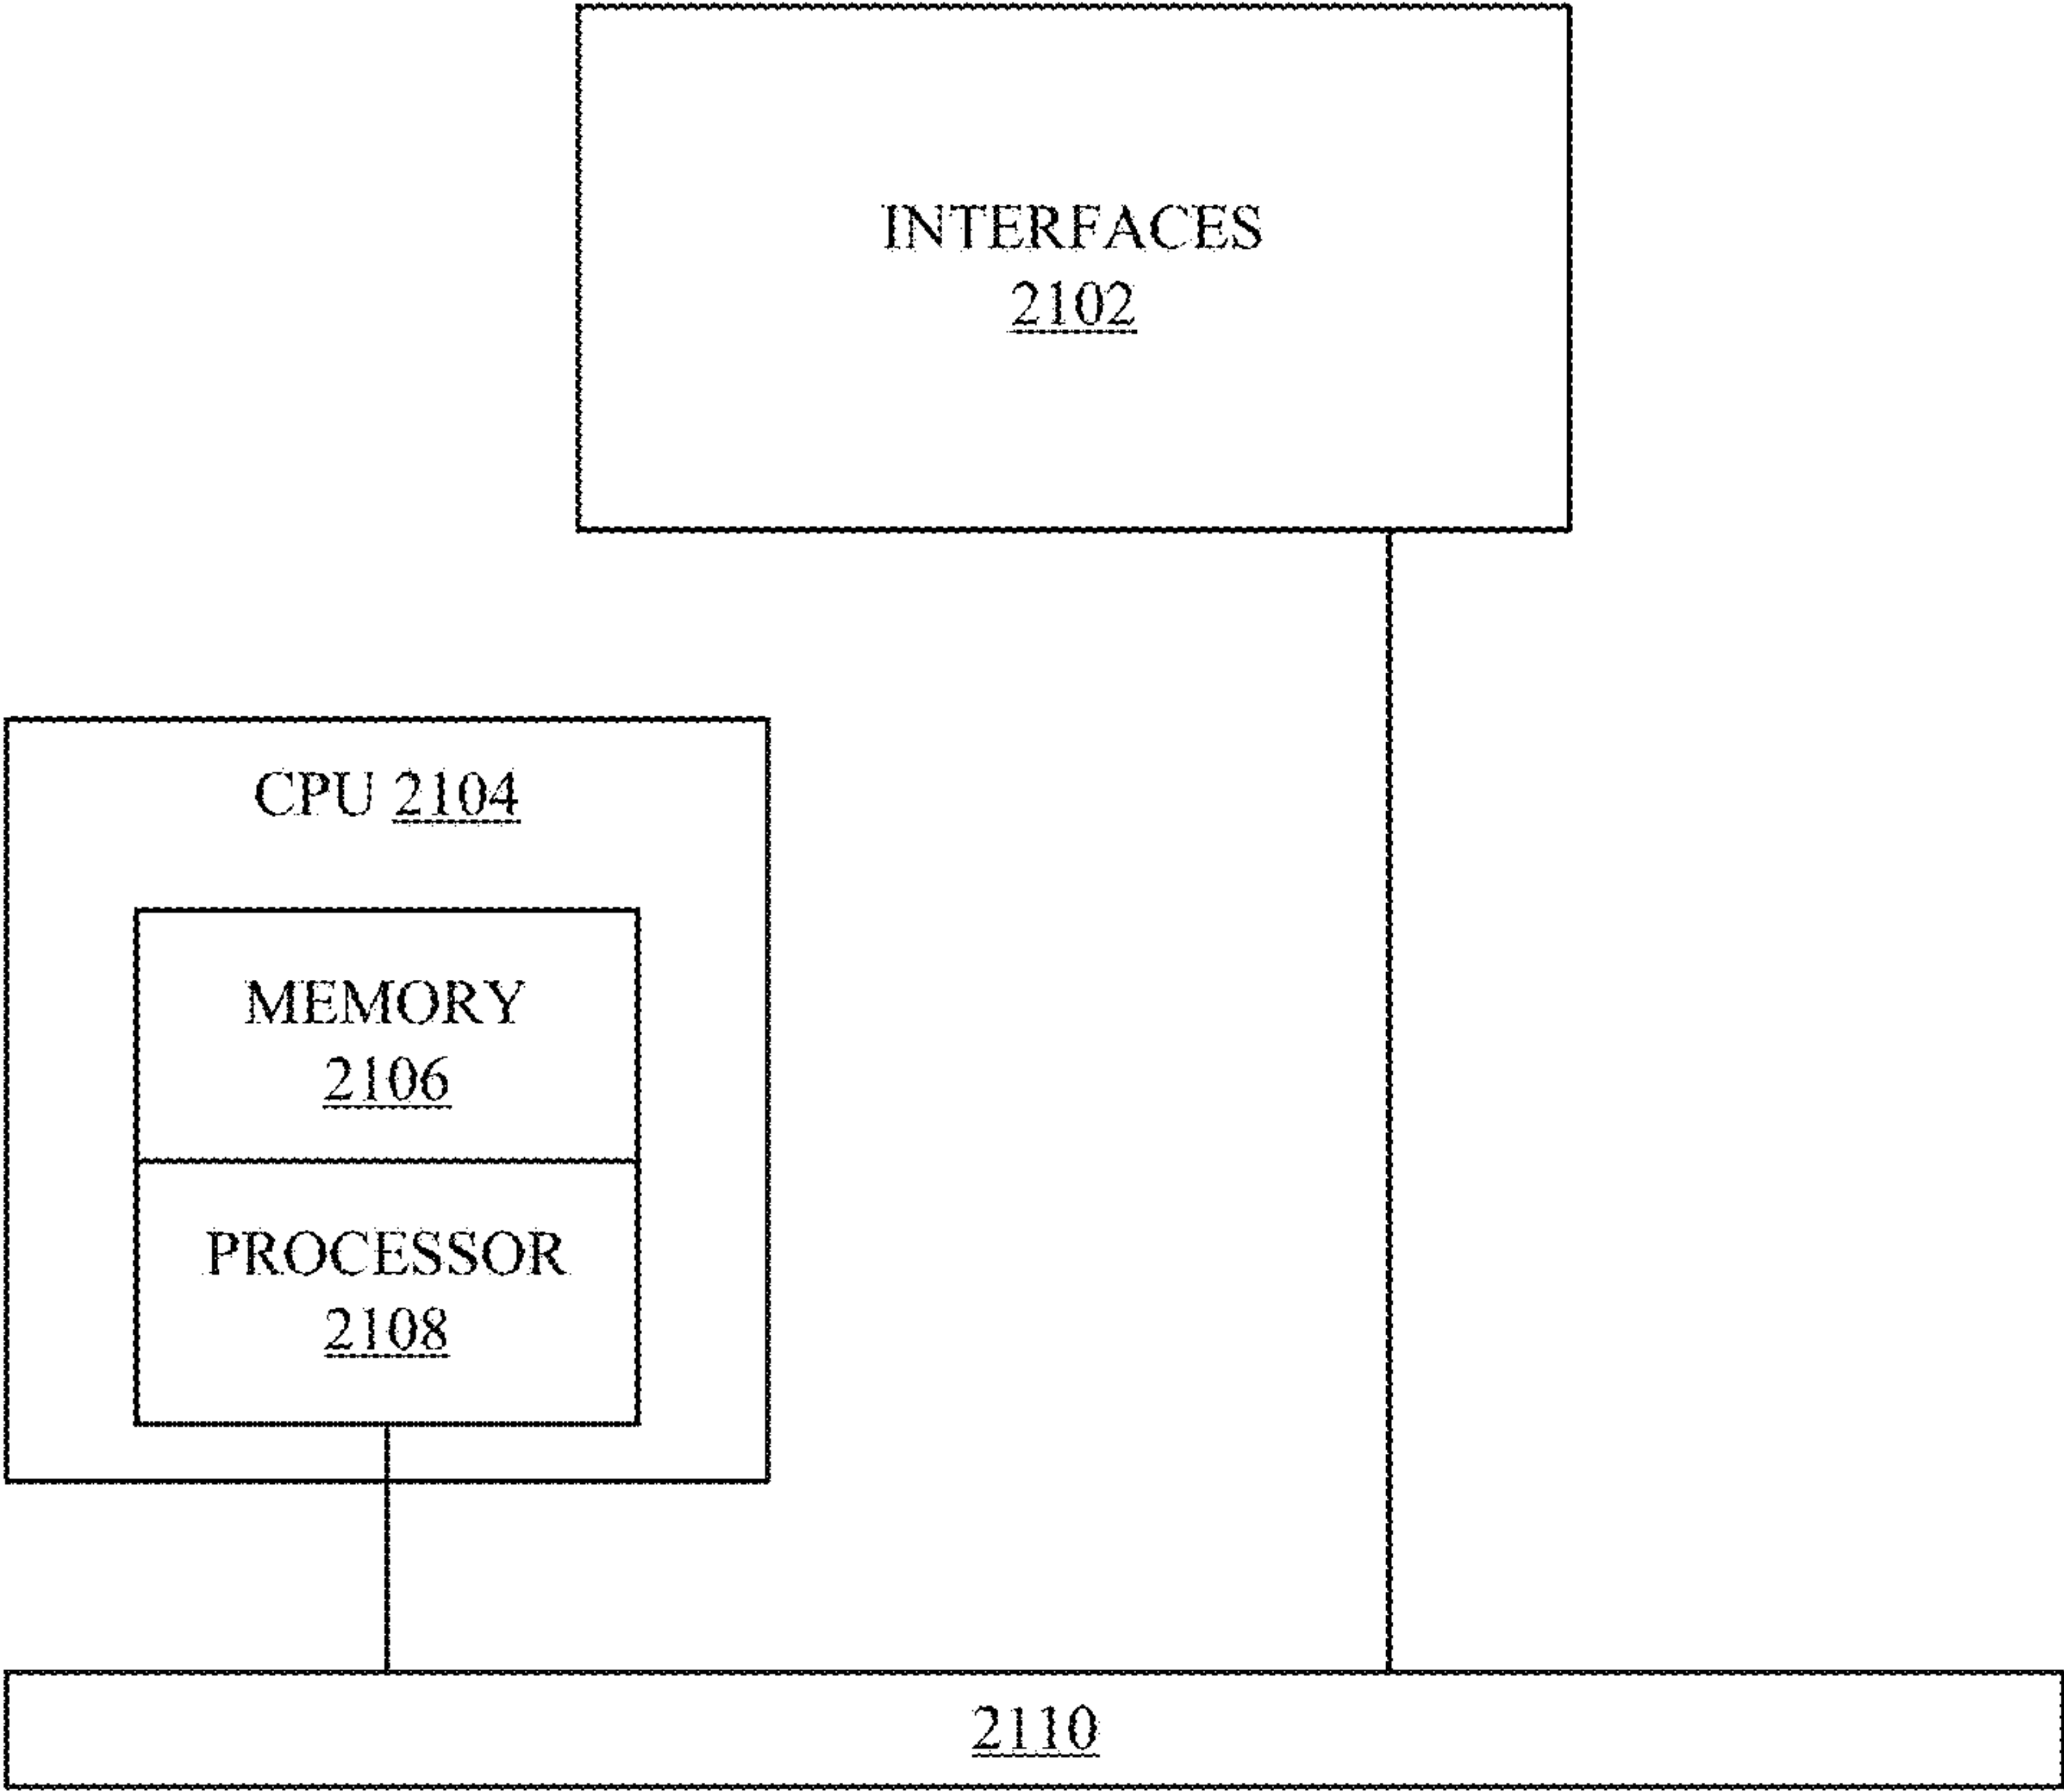 INTERFACES
2102
CPU 2104
MEMORY
2106
PROCESSOR
2108
2110